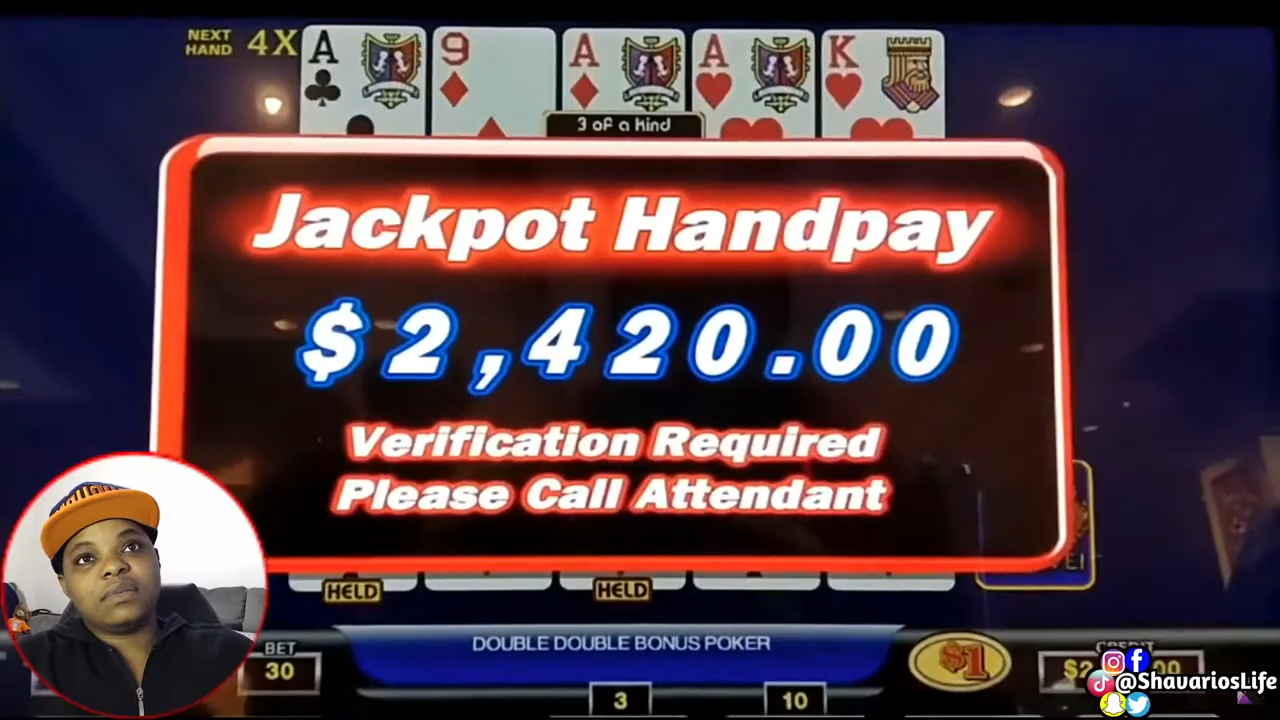 NEXT
HAND 4X
A 9 A A K
3 of a kind
Jackpot Handpay
$2,420.00
Verification Required
Please Call Attendant
HELD HELD
BET
30
DOUBLE DOUBLE BONUS POKER
$1
CREDIT
3 10
@ShavariosLife